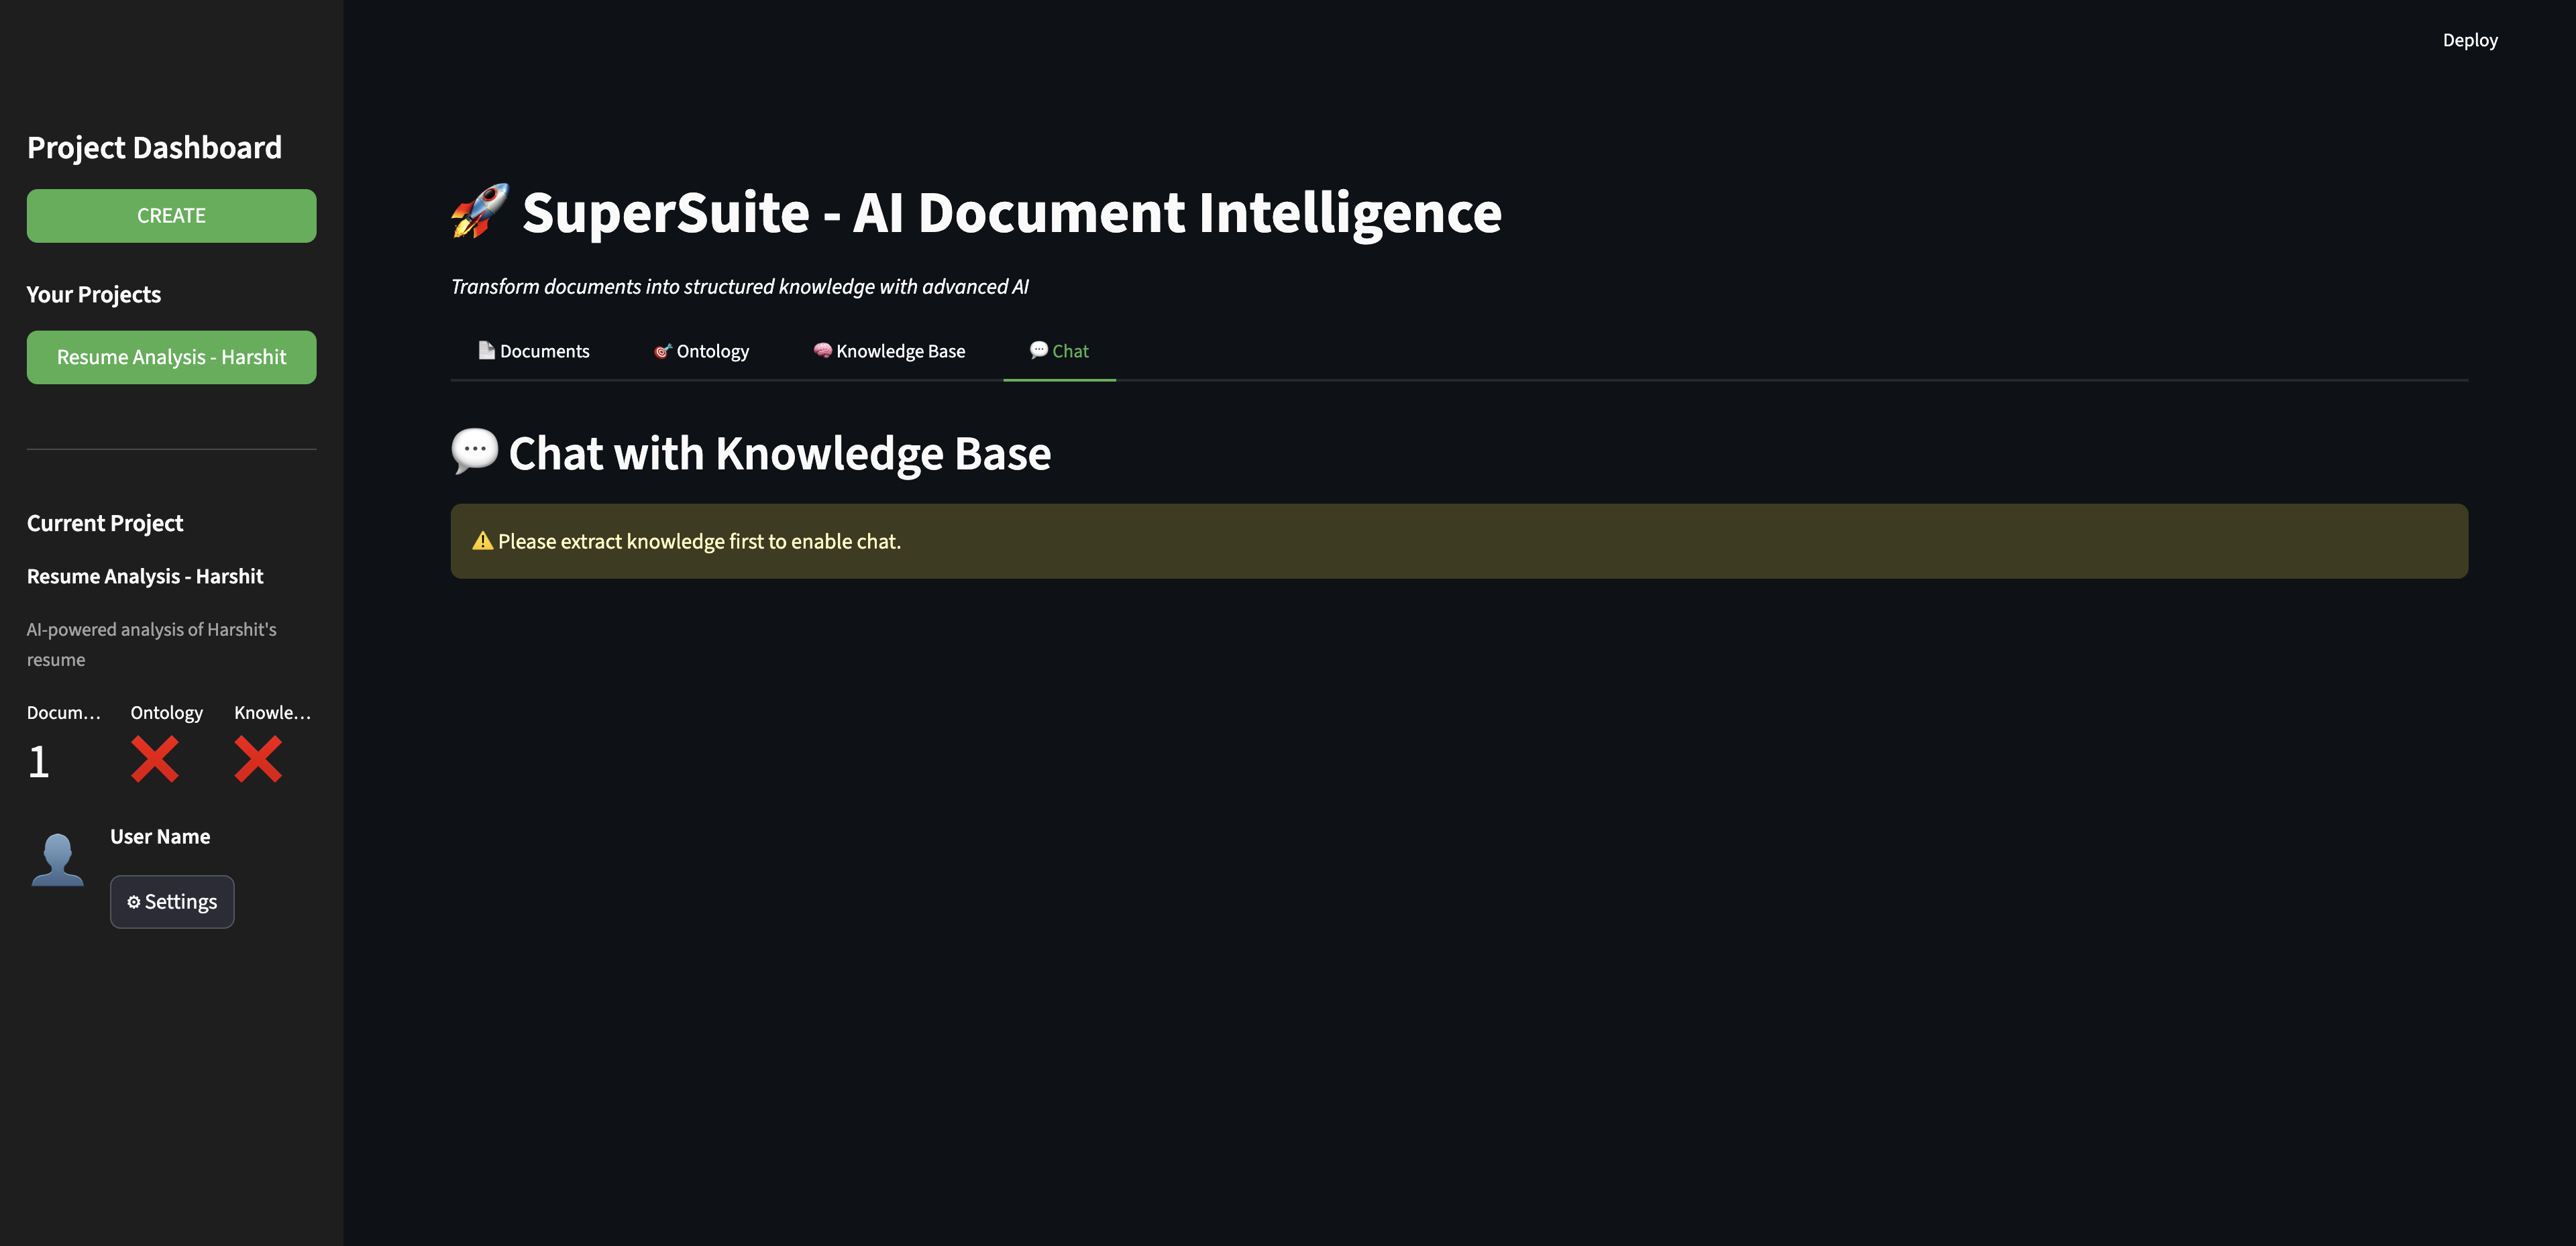 Deploy
Project Dashboard
CREATE
Your Projects
Resume Analysis - Harshit
Current Project
Resume Analysis - Harshit
AI-powered analysis of Harshit's
resume
Docum... Ontology Knowle...
1
User Name
Settings
SuperSuite - AI Document Intelligence
Transform documents into structured knowledge with advanced AI
Documents Ontology Knowledge Base Chat
Chat with Knowledge Base
Please extract knowledge first to enable chat.